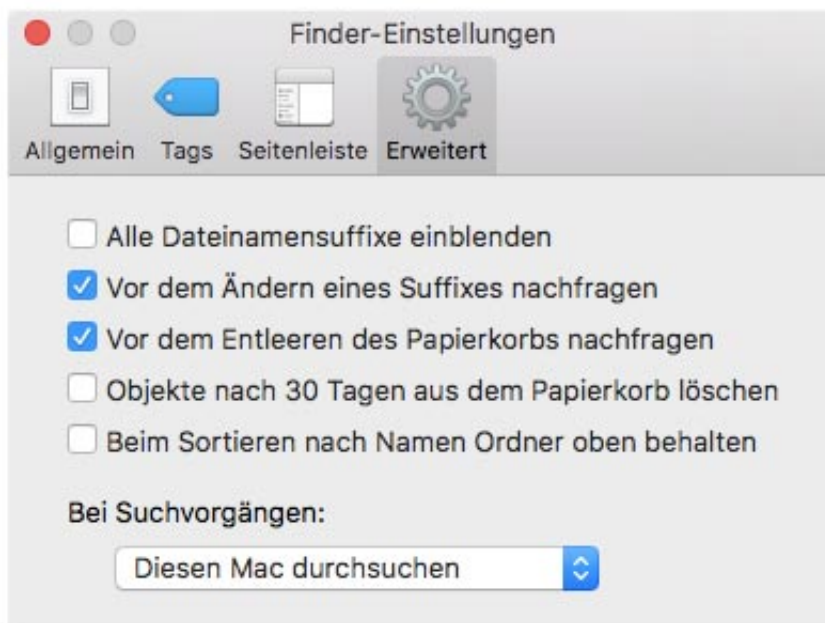 Finder-Einstellungen
Allgemein Tags Seitenleiste Erweitert
Alle Dateinamensuffixe einblenden
Vor dem Ändern eines Suffixes nachfragen
Vor dem Entleeren des Papierkorbs nachfragen
Objekte nach 30 Tagen aus dem Papierkorb löschen
Beim Sortieren nach Namen Ordner oben behalten
Bei Suchvorgängen:
Diesen Mac durchsuchen